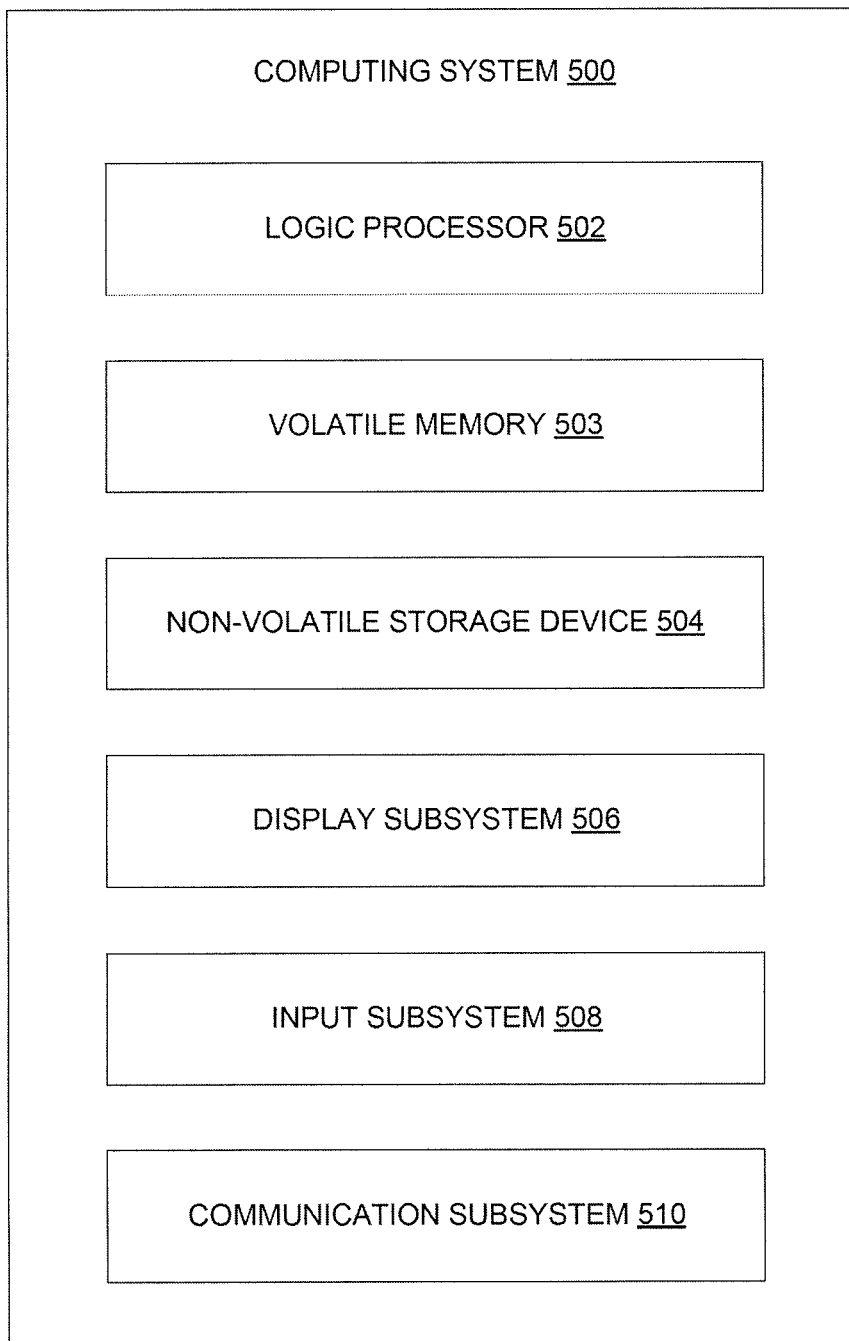 COMPUTING SYSTEM 500
LOGIC PROCESSOR 502
VOLATILE MEMORY 503
NON-VOLATILE STORAGE DEVICE 504
DISPLAY SUBSYSTEM 506
INPUT SUBSYSTEM 508
COMMUNICATION SUBSYSTEM 510